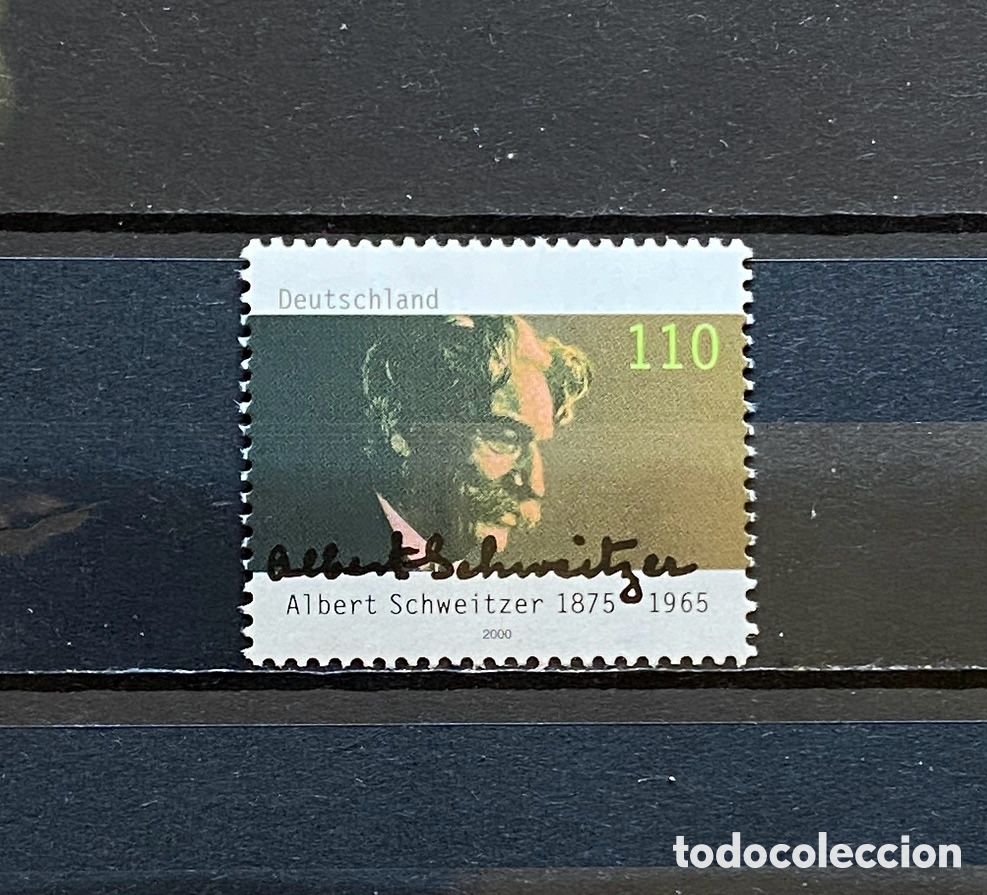 Deutschland
110
Albert Schweitzer
Albert Schweitzer 1875 1965
2000
todocoleccion